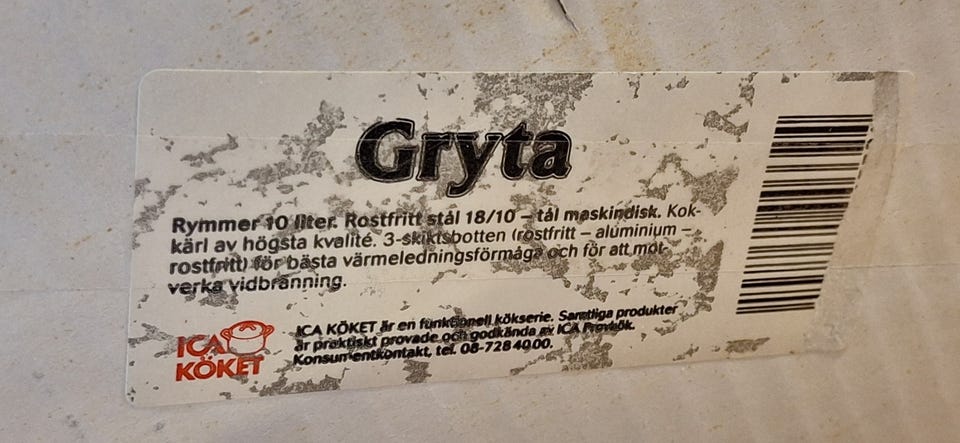 Gryta
Rymmer 10 liter. Rostfritt stål 18/10 – tål maskindisk. Kok-
kärl av högsta kvalité. 3-skiktsbotten (rostfritt – aluminium –
rostfritt) för bästa värmeledningsförmåga och för att mot-
verka vidbränning.
ICA
KÖKET
ICA KÖKET är en funktionell kökserie. Samtliga produkter
är praktiskt provade och godkända av ICA Provkök.
Konsumentkontakt, tel. 08-728 40 00.